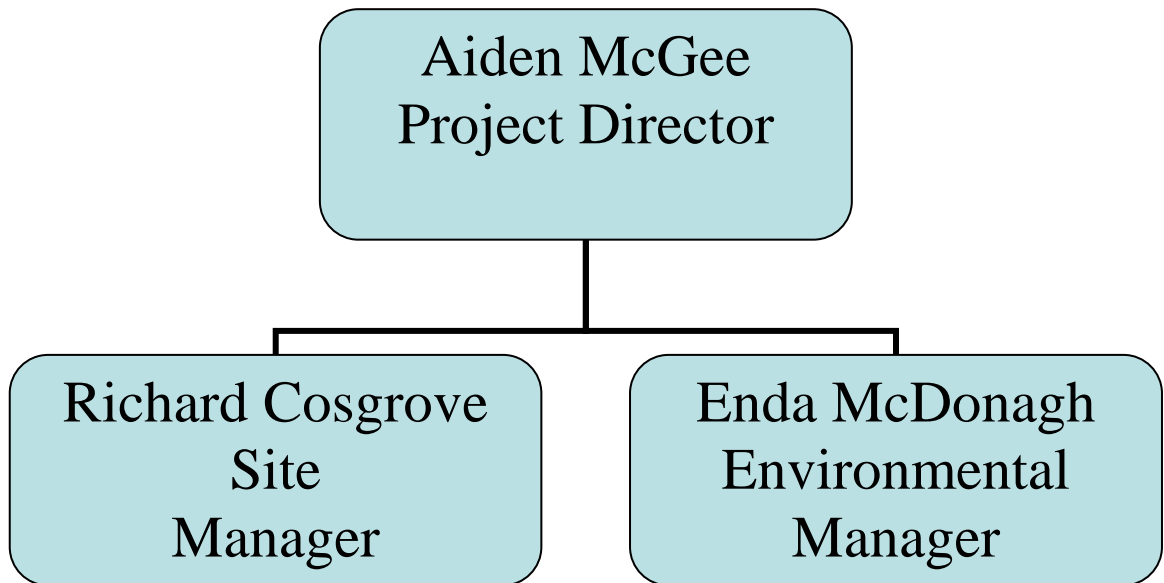 Aiden McGee
Project Director
Richard Cosgrove
Site
Manager
Enda McDonagh
Environmental
Manager